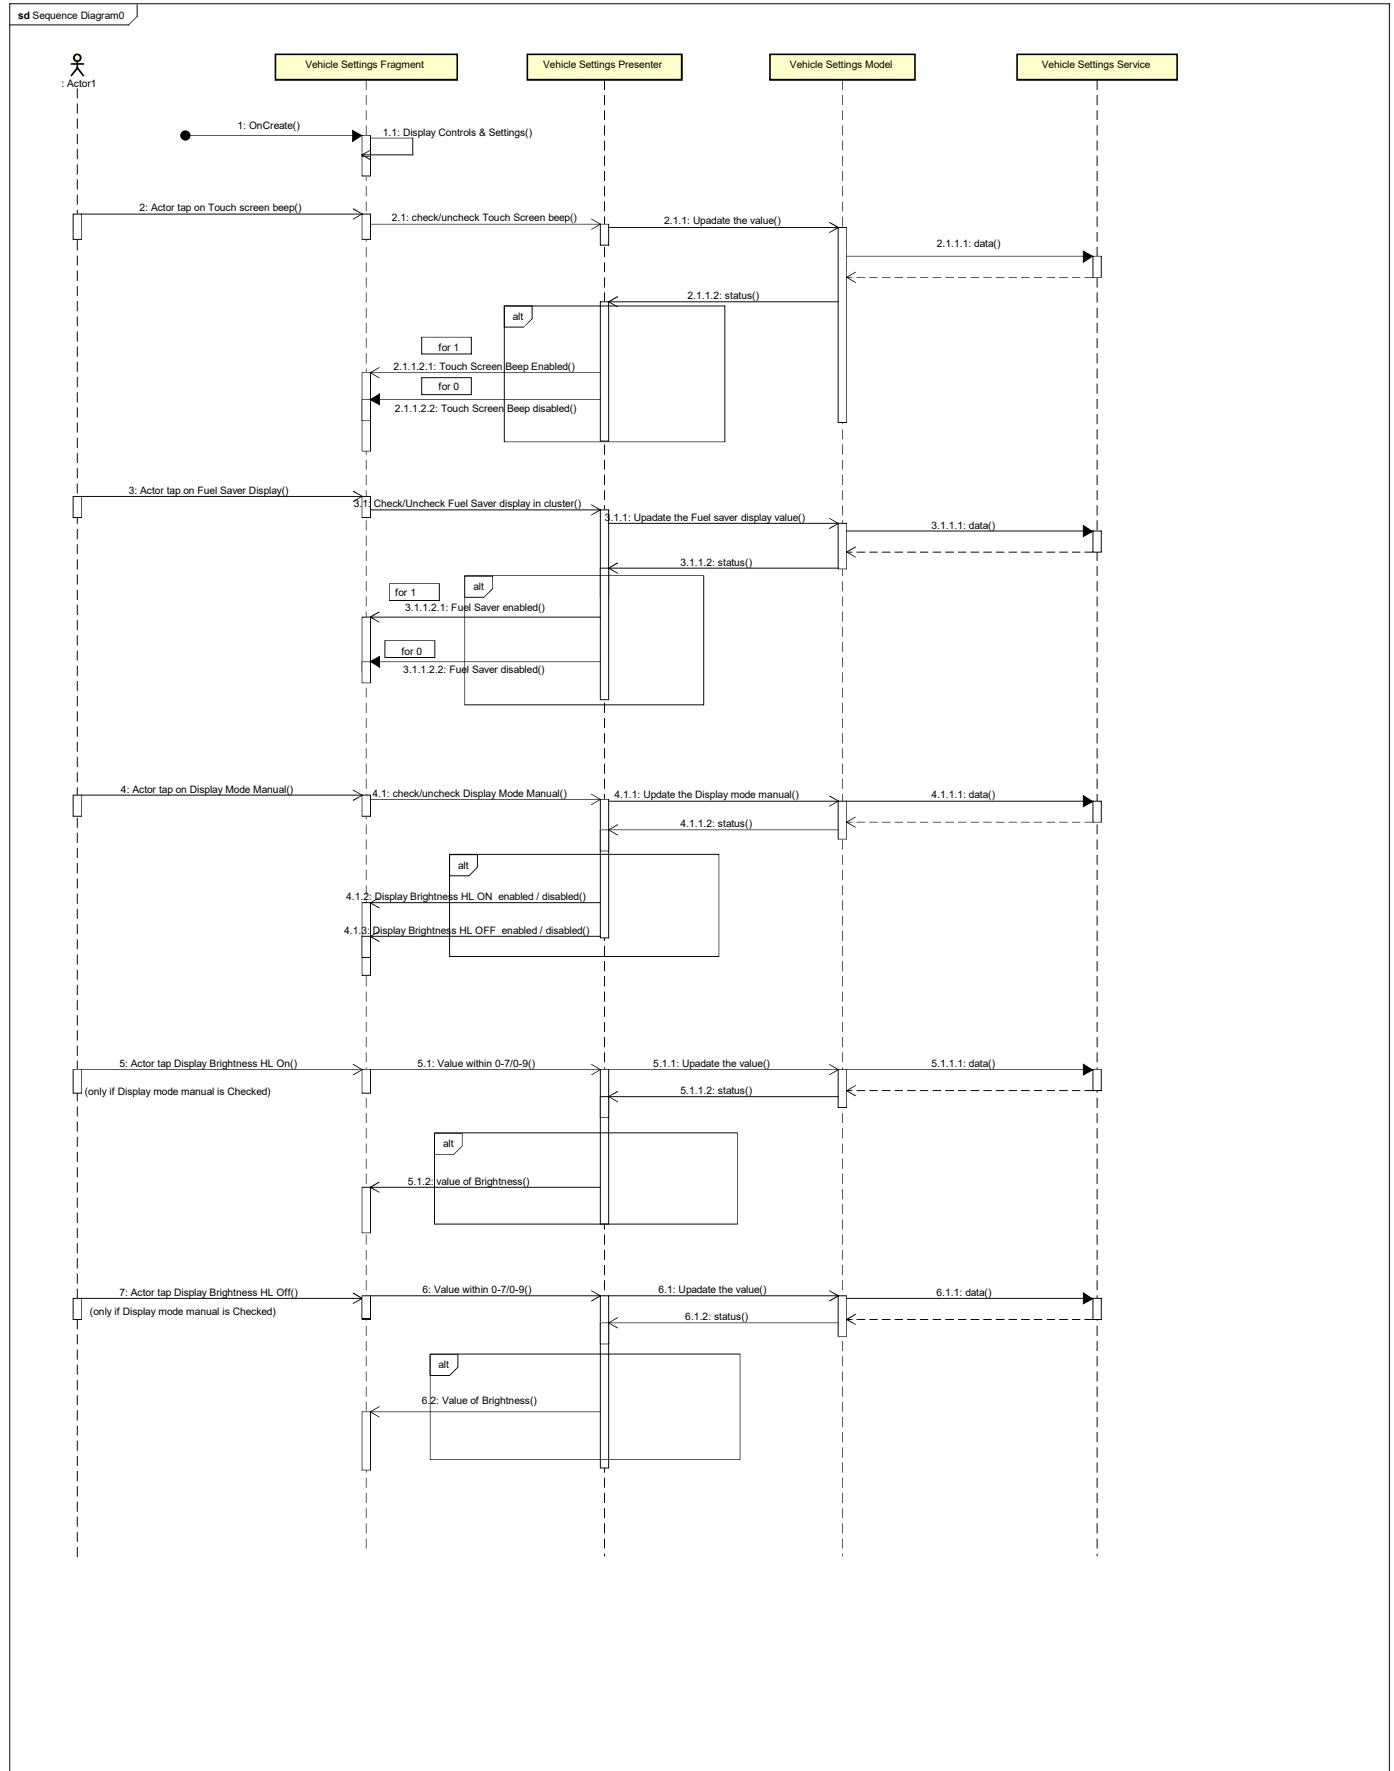 sd Sequence Diagram0
: Actor1
Vehicle Settings Fragment
Vehicle Settings Presenter
Vehicle Settings Model
Vehicle Settings Service
1: OnCreate()
1.1: Display Controls & Settings()
2: Actor tap on Touch screen beep()
2.1: check/uncheck Touch Screen beep()
2.1.1: Upadate the value()
2.1.1.1: data()
2.1.1.2: status()
alt
for 1
2.1.1.2.1: Touch Screen Beep Enabled()
for 0
2.1.1.2.2: Touch Screen Beep disabled()
3: Actor tap on Fuel Saver Display()
3.1: Check/Uncheck Fuel Saver display in cluster()
3.1.1: Upadate the Fuel saver display value()
3.1.1.1: data()
3.1.1.2: status()
alt
for 1
3.1.1.2.1: Fuel Saver enabled()
for 0
3.1.1.2.2: Fuel Saver disabled()
4: Actor tap on Display Mode Manual()
4.1: check/uncheck Display Mode Manual()
4.1.1: Update the Display mode manual()
4.1.1.1: data()
4.1.1.2: status()
alt
4.1.2: Display Brightness HL ON  enabled / disabled()
4.1.3: Display Brightness HL OFF  enabled / disabled()
5: Actor tap Display Brightness HL On()
5.1: Value within 0-7/0-9()
5.1.1: Upadate the value()
5.1.1.1: data()
(only if Display mode manual is Checked)
5.1.1.2: status()
alt
5.1.2: value of Brightness()
7: Actor tap Display Brightness HL Off()
6: Value within 0-7/0-9()
6.1: Upadate the value()
6.1.1: data()
(only if Display mode manual is Checked)
6.1.2: status()
alt
6.2: Value of Brightness()